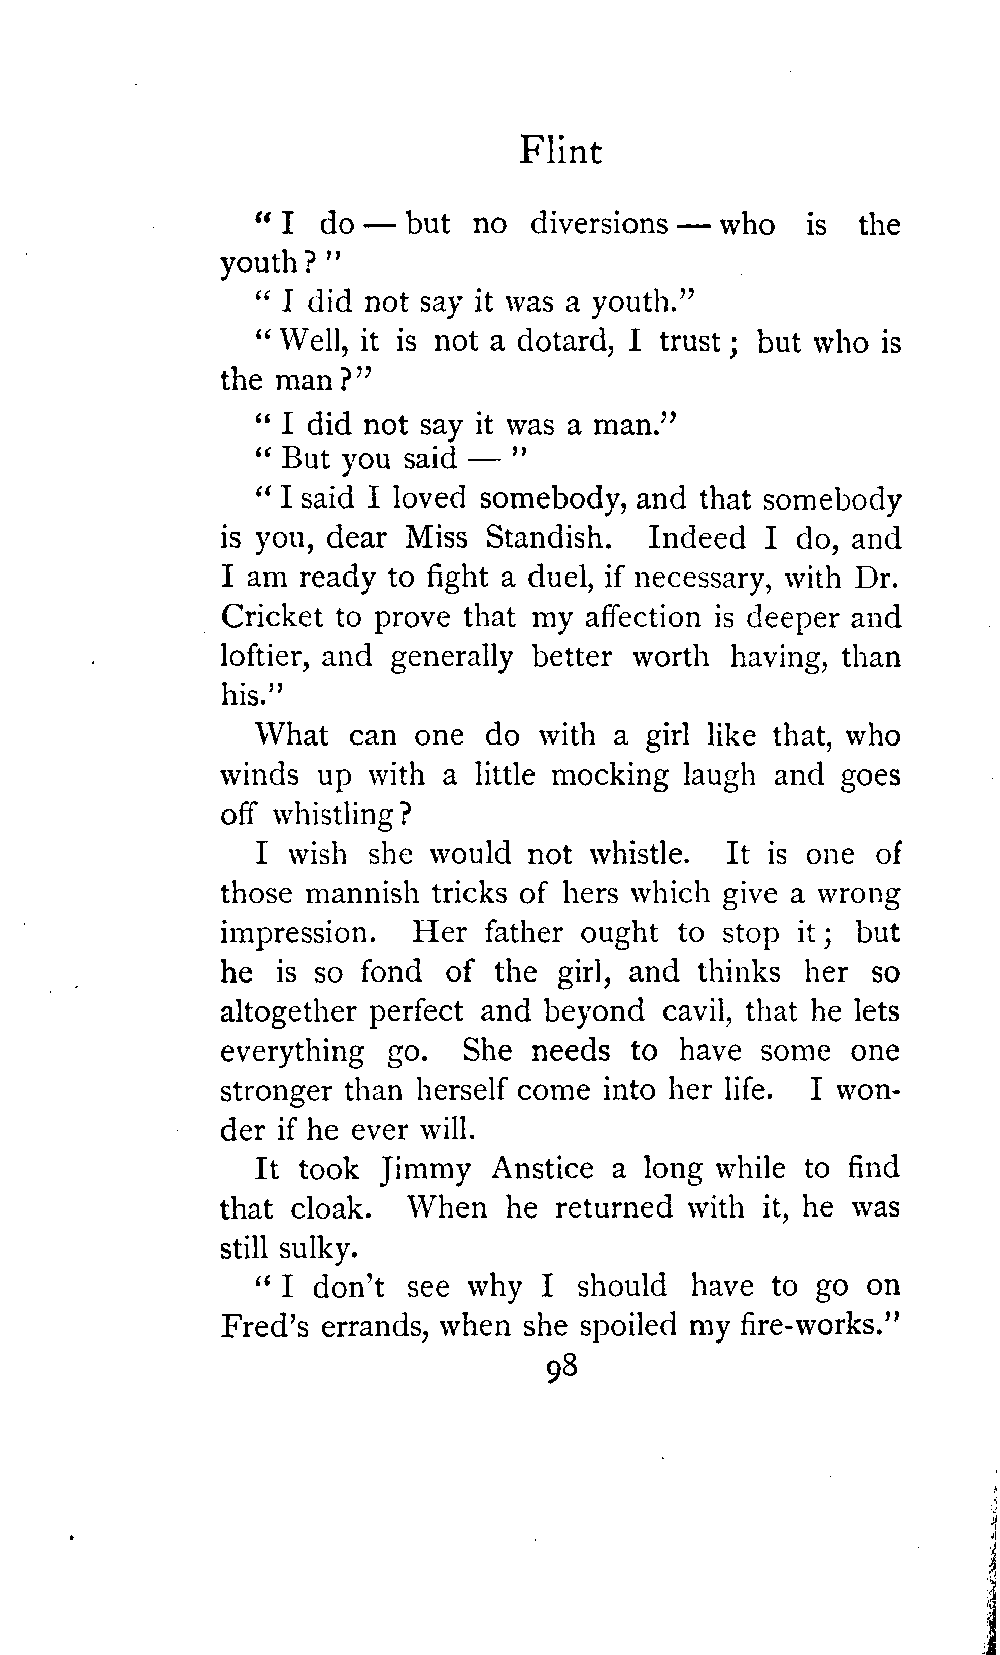 Flint
“ I do — but no diversions — who is the
youth? ”
“ I did not say it was a youth.”
“ Well, it is not a dotard, I trust ; but who is
the man ?”
“ I did not say it was a man.”
“ But you said — ”
“ I said I loved somebody, and that somebody
is you, dear Miss Standish. Indeed I do, and
I am ready to fight a duel, if necessary, with Dr.
Cricket to prove that my affection is deeper and
loftier, and generally better worth having, than
his.”
What can one do with a girl like that, who
winds up with a little mocking laugh and goes
off whistling ?
I wish she would not whistle. It is one of
those mannish tricks of hers which give a wrong
impression. Her father ought to stop it ; but
he is so fond of the girl, and thinks her so
altogether perfect and beyond cavil, that he lets
everything go. She needs to have some one
stronger than herself come into her life. I won-
der if he ever will.
It took Jimmy Anstice a long while to find
that cloak. When he returned with it, he was
still sulky.
“ I don't see why I should have to go on
Fred's errands, when she spoiled my fire-works.”
98